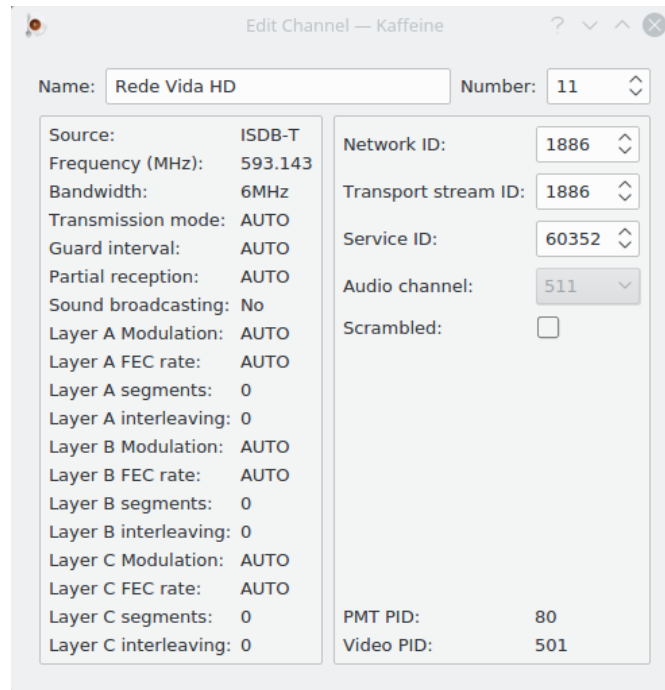 Edit Channel — Kaffeine
Name: Rede Vida HD Number: 11
Source: ISDB-T
Frequency (MHz): 593.143
Bandwidth: 6MHz
Transmission mode: AUTO
Guard interval: AUTO
Partial reception: AUTO
Sound broadcasting: No
Layer A Modulation: AUTO
Layer A FEC rate: AUTO
Layer A segments: 0
Layer A interleaving: 0
Layer B Modulation: AUTO
Layer B FEC rate: AUTO
Layer B segments: 0
Layer B interleaving: 0
Layer C Modulation: AUTO
Layer C FEC rate: AUTO
Layer C segments: 0
Layer C interleaving: 0
Network ID: 1886
Transport stream ID: 1886
Service ID: 60352
Audio channel: 511
Scrambled:
PMT PID: 80
Video PID: 501